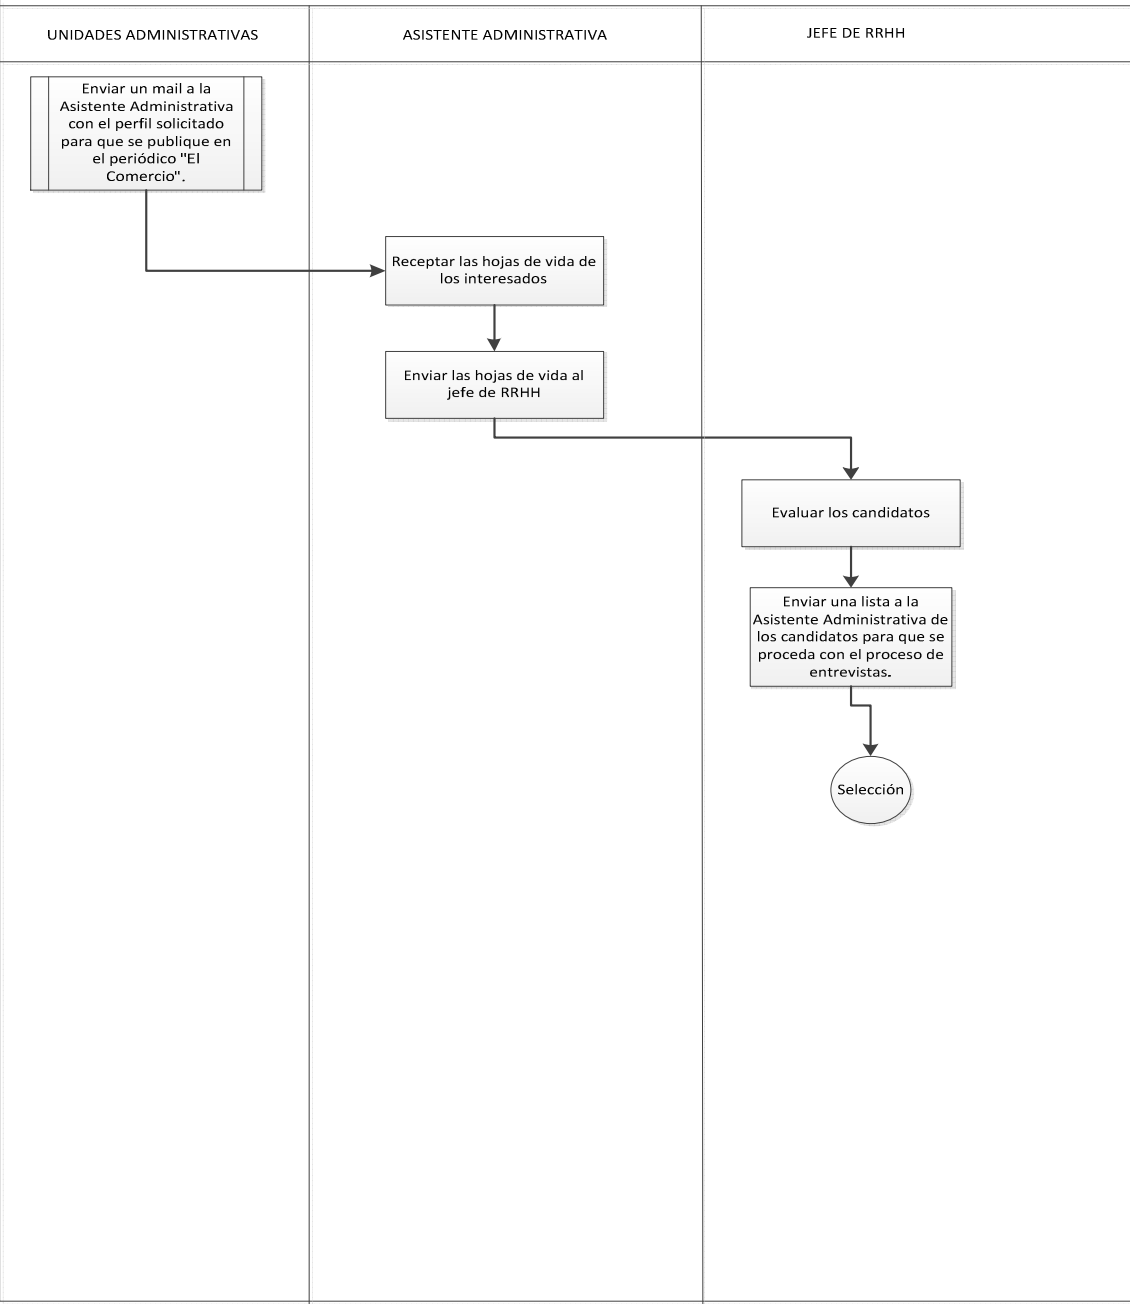 UNIDADES ADMINISTRATIVAS
ASISTENTE ADMINISTRATIVA
JEFE DE RRHH
Enviar un mail a la
Asistente Administrativa
con el perfil solicitado
para que se publique en
el periódico "El
Comercio".
Receptar las hojas de vida de
los interesados
Enviar las hojas de vida al
jefe de RRHH
Evaluar los candidatos
Enviar una lista a la
Asistente Administrativa de
los candidatos para que se
proceda con el proceso de
entrevistas.
Selección